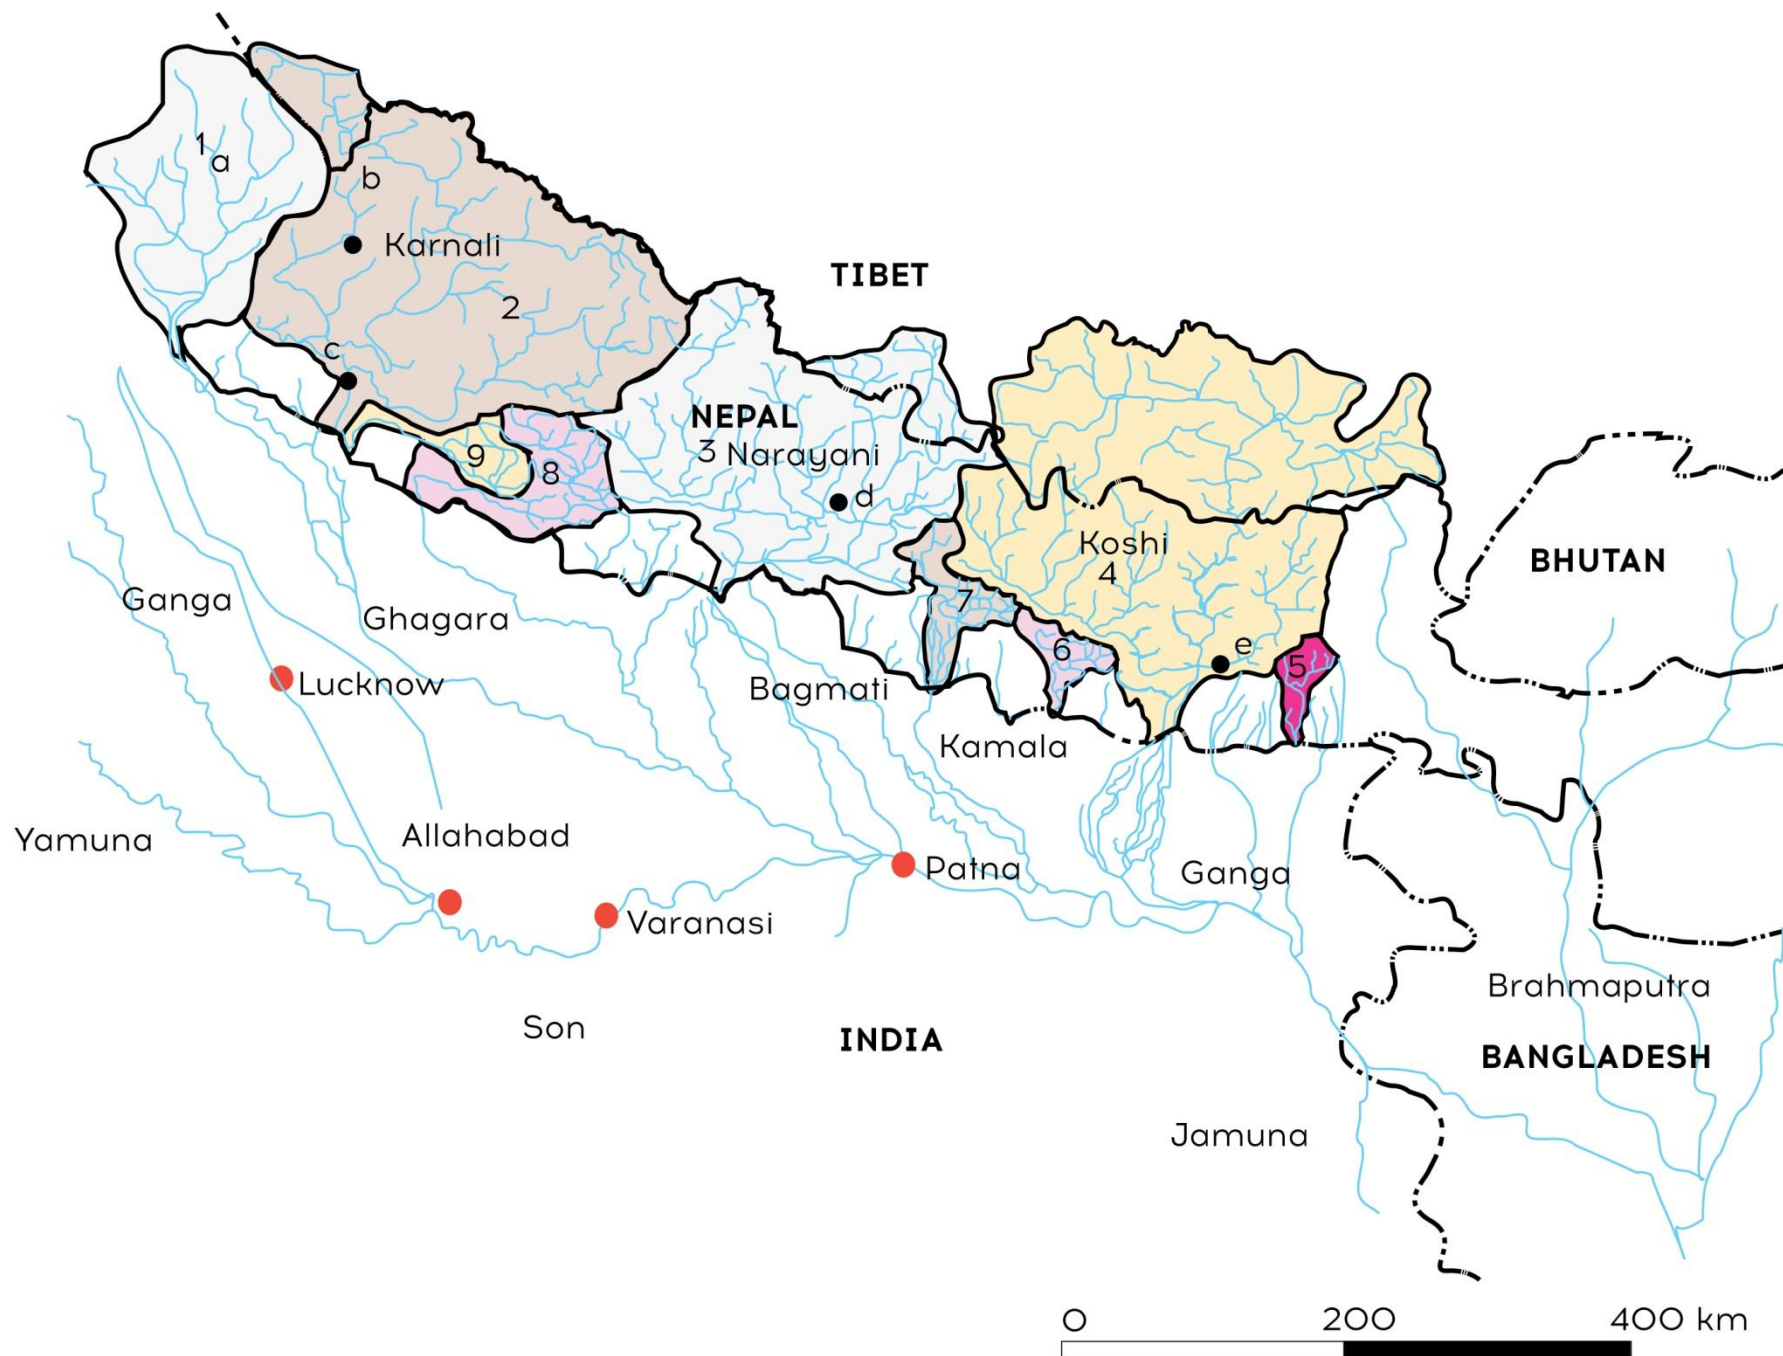 1
a
b
Karnali
2
TIBET
c
NEPAL
3 Narayani
9
8
d
Koshi
4
BHUTAN
Ganga
Ghagara
7
6
e
5
Lucknow
Bagmati
Kamala
Yamuna
Allahabad
Patna
Ganga
Varanasi
Brahmaputra
Son
INDIA
BANGLADESH
Jamuna
0 200 400 km